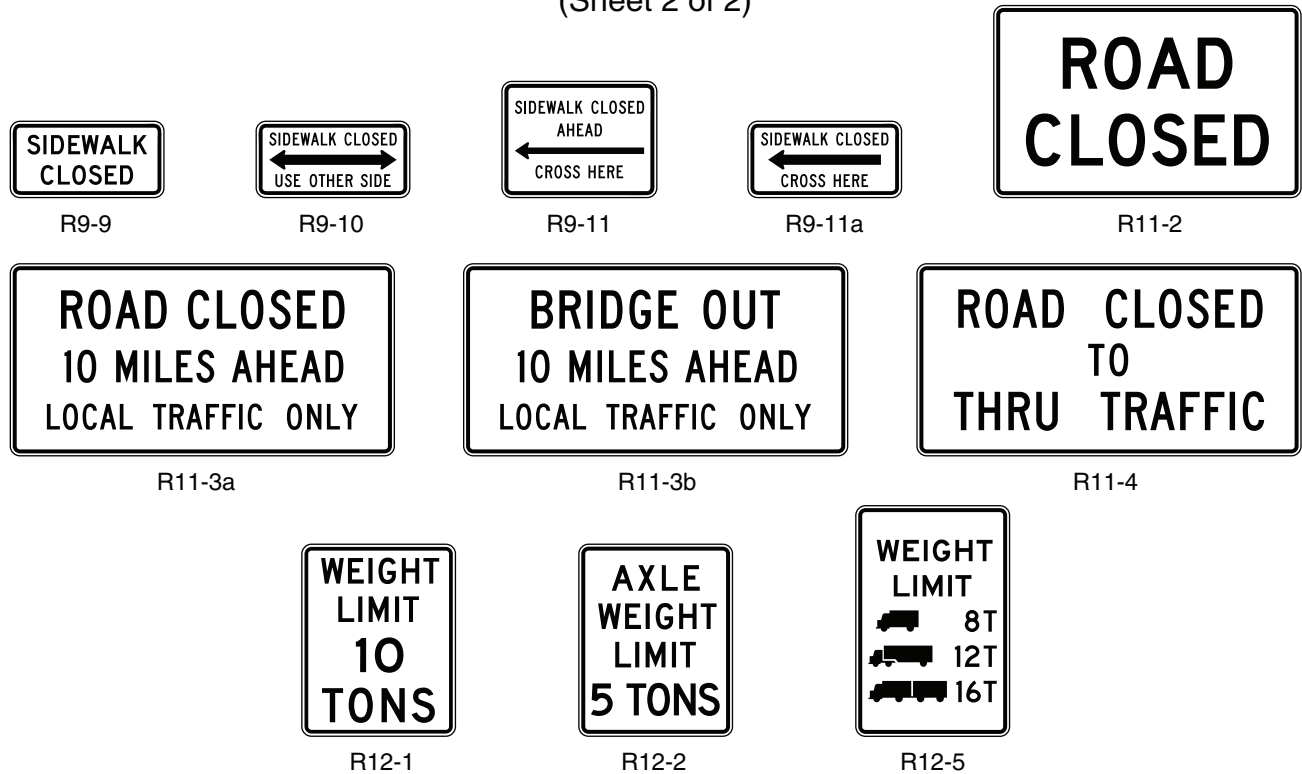 (Sheet 2 of 2)
SIDEWALK
CLOSED
R9-9
SIDEWALK CLOSED
USE OTHER SIDE
R9-10
SIDEWALK CLOSED
AHEAD
CROSS HERE
R9-11
SIDEWALK CLOSED
CROSS HERE
R9-11a
ROAD
CLOSED
R11-2
ROAD CLOSED
10 MILES AHEAD
LOCAL TRAFFIC ONLY
R11-3a
BRIDGE OUT
10 MILES AHEAD
LOCAL TRAFFIC ONLY
R11-3b
ROAD CLOSED
TO
THRU TRAFFIC
R11-4
WEIGHT
LIMIT
10
TONS
R12-1
AXLE
WEIGHT
LIMIT
5 TONS
R12-2
WEIGHT
LIMIT
8T
12T
16T
R12-5